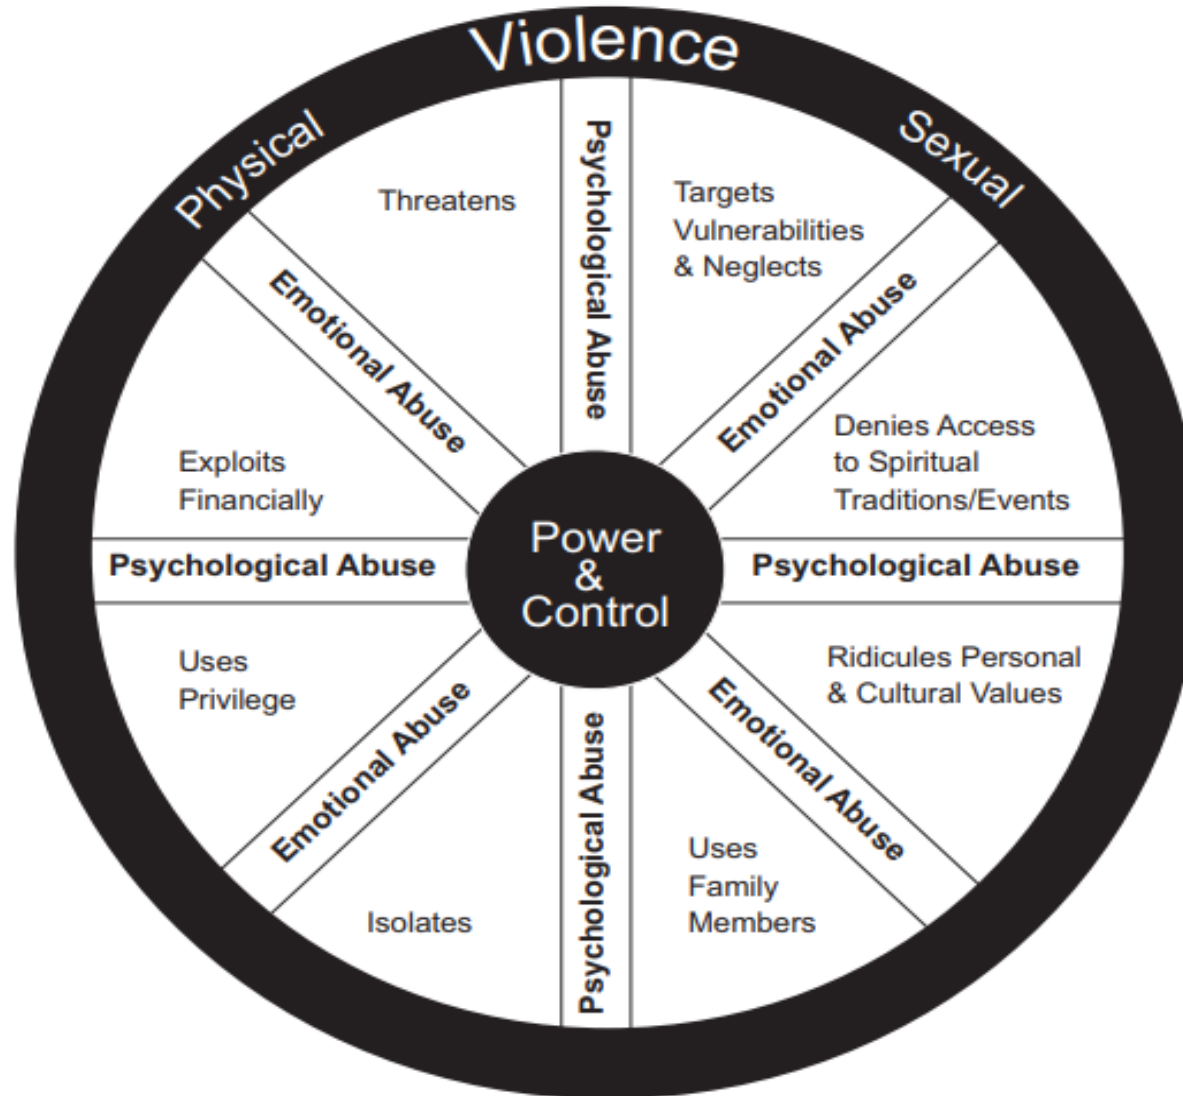 Violence
Physical
Sexual
Psychological Abuse
Threatens
Targets
Vulnerabilities
& Neglects
Emotional Abuse
Emotional Abuse
Exploits
Financially
Denies Access
to Spiritual
Traditions/Events
Psychological Abuse
Power
&
Control
Psychological Abuse
Uses
Privilege
Ridicules Personal
& Cultural Values
Emotional Abuse
Emotional Abuse
Isolates
Psychological Abuse
Uses
Family
Members